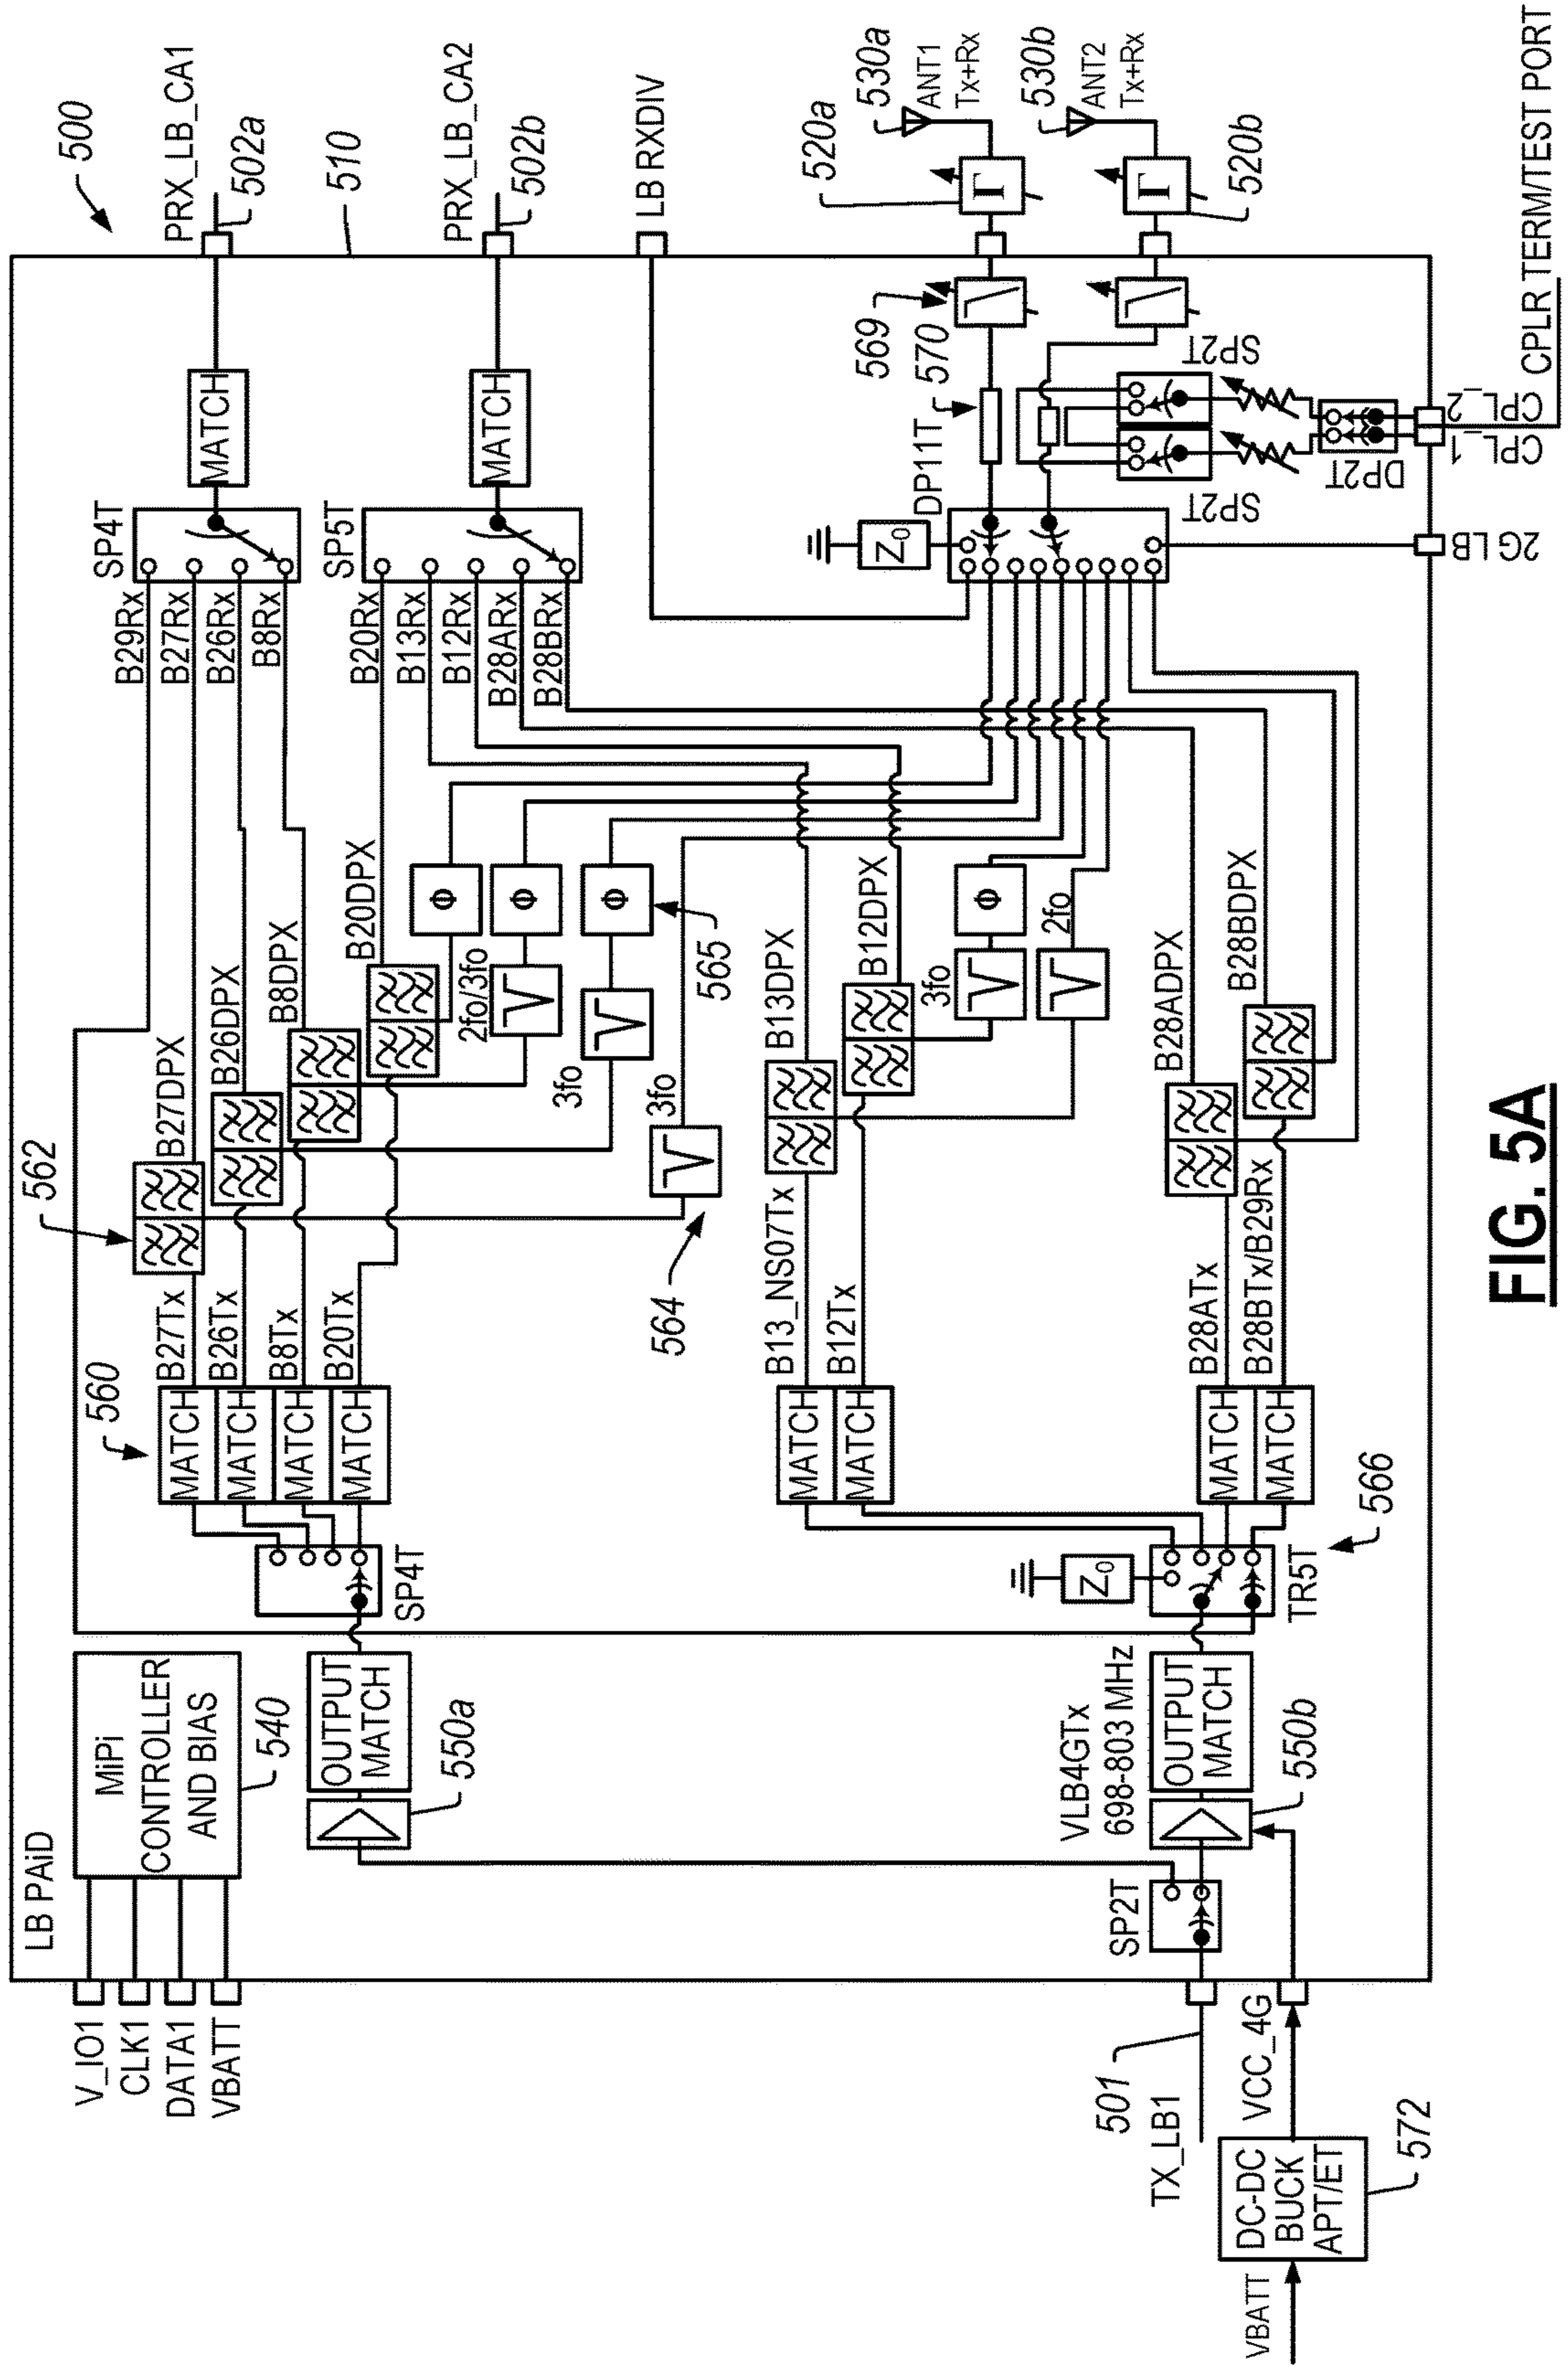 500
LB PAiD
V_IO1
CLK1
DATA1
VBATT
MiPi
CONTROLLER
AND BIAS
540
OUTPUT
MATCH
550a
SP4T
560
MATCH
MATCH
MATCH
MATCH
B27Tx
B26Tx
B8Tx
B20Tx
562
B27DPX
B26DPX
B8DPX
B20DPX
564
3fo
3fo
2fo/3fo
Φ
Φ
Φ
565
B29Rx
B27Rx
B26Rx
B8Rx
SP4T
MATCH
PRX_LB_CA1
502a
510
B20Rx
B13Rx
B12Rx
B28ARx
B28BRx
SP5T
MATCH
PRX_LB_CA2
502b
LB RXDIV
TX_LB1
501
SP2T
VLB4GTx
698-803 MHz
OUTPUT
MATCH
550b
Z0
TR5T
566
MATCH
MATCH
B13_NS07Tx
B12Tx
B13DPX
B12DPX
3fo
Φ
2fo
MATCH
MATCH
B28ATx
B28BTx/B29Rx
B28ADPX
B28BDPX
Z0
DP11T
570
569
520a
530a
ANT1
Tx+Rx
Γ
530b
ANT2
Tx+Rx
Γ
520b
SP2T
SP2T
DP2T
CPL_1
CPL_2
2G LB
CPLR TERM/TEST PORT
VBATT
DC-DC
BUCK
APT/ET
572
VCC_4G
FIG. 5A